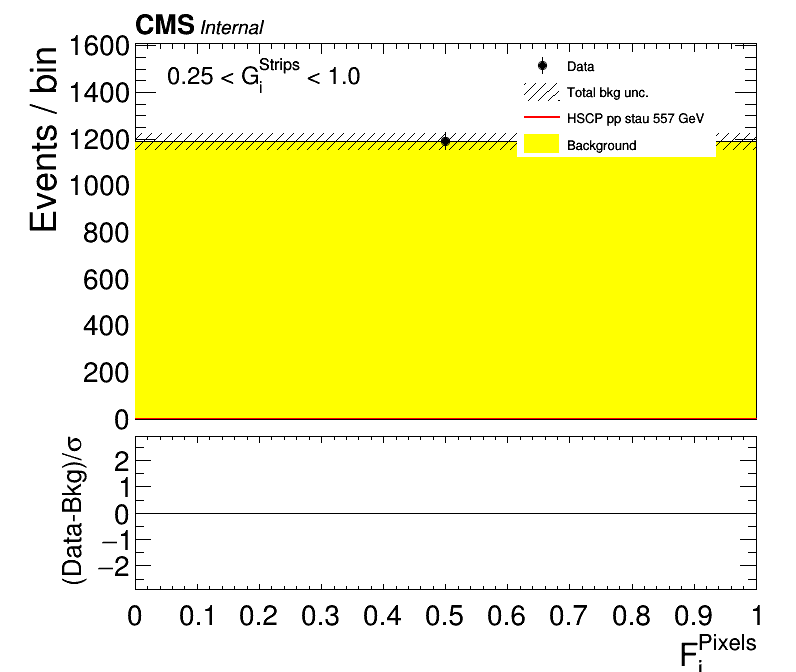 CMS Internal
Events / bin
1600
1400
1200
1000
800
600
400
200
0
0.25 < G_i^Strips < 1.0
Data
Total bkg unc.
HSCP pp stau 557 GeV
Background
(Data-Bkg)/σ
2
1
0
−1
−2
0 0.1 0.2 0.3 0.4 0.5 0.6 0.7 0.8 0.9 1
F_i^Pixels